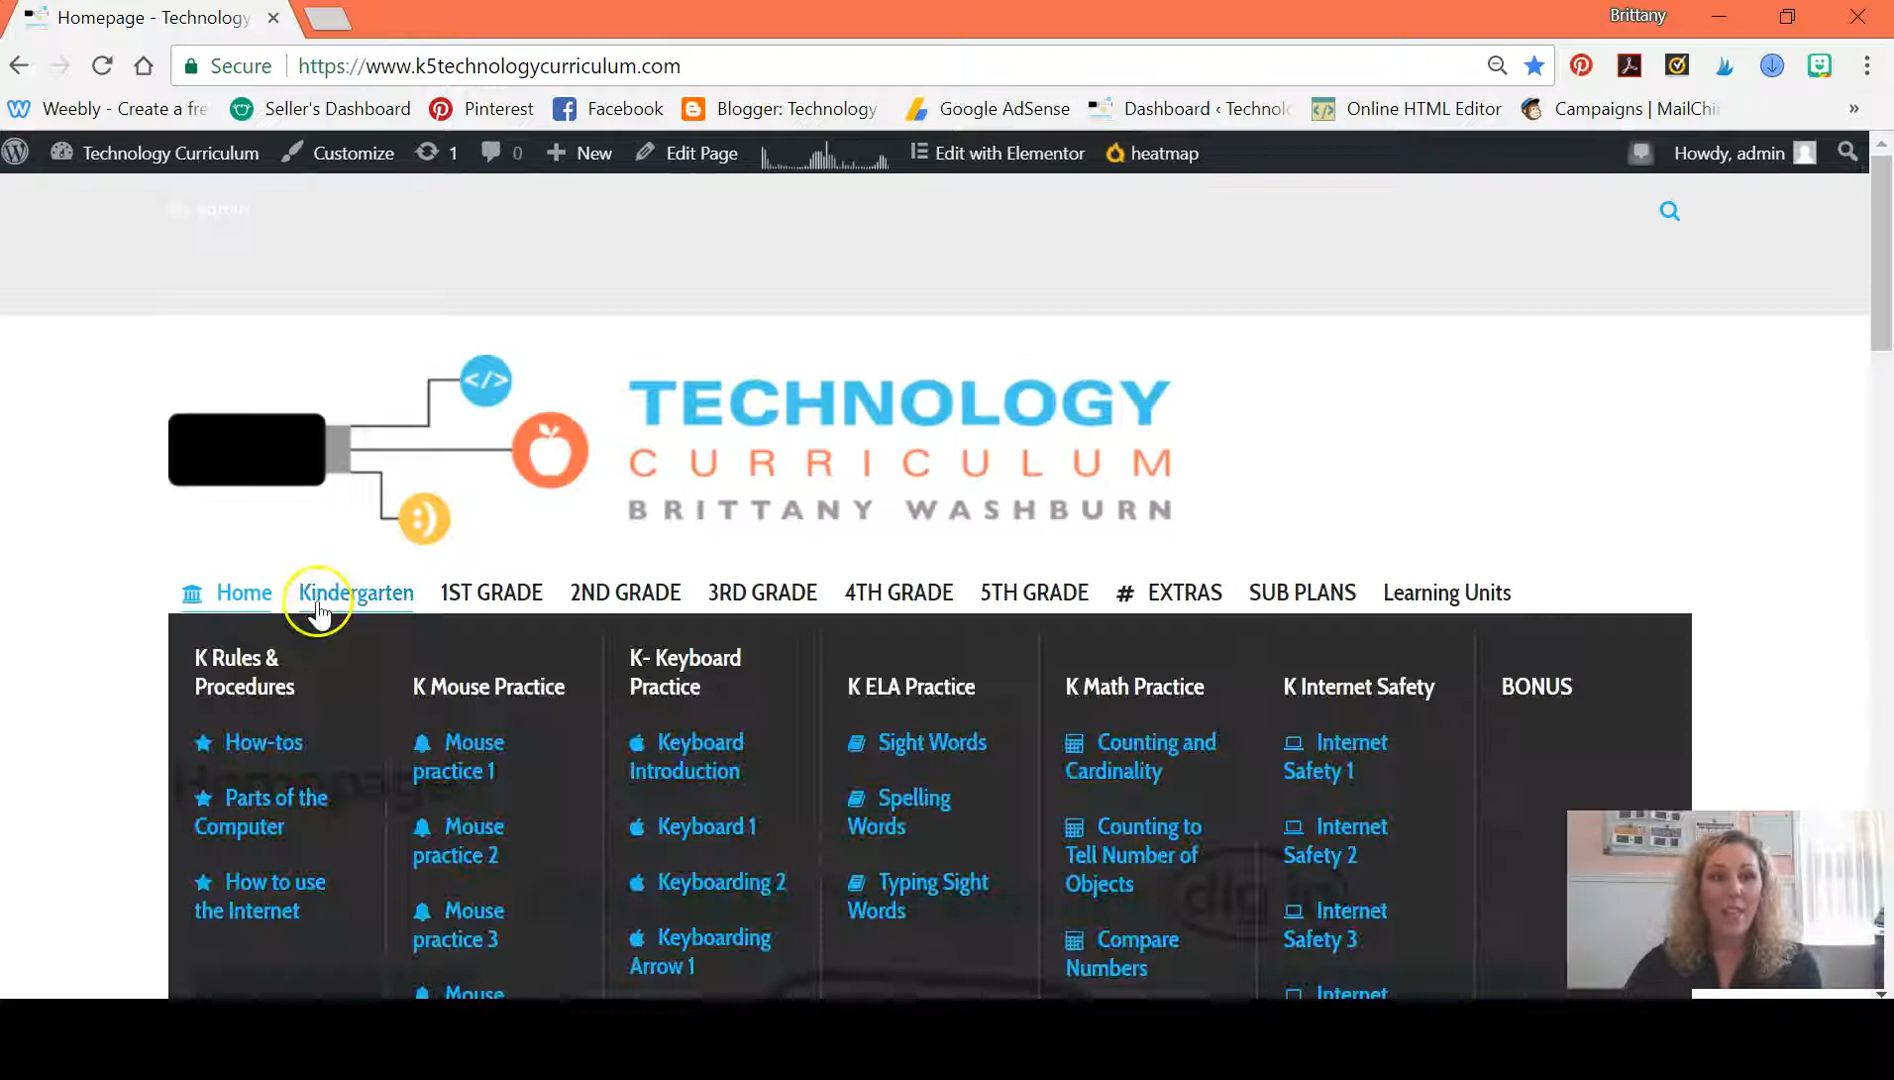 Homepage - Technology
Brittany
Secure https://www.k5technologycurriculum.com
Weebly - Create a fre Seller's Dashboard Pinterest Facebook Blogger: Technology Google AdSense Dashboard ‹ Technol Online HTML Editor Campaigns | MailChi
Technology Curriculum Customize 1 0 New Edit Page Edit with Elementor heatmap Howdy, admin
admin
</>
TECHNOLOGY
CURRICULUM
BRITTANY WASHBURN
:)
Home Kindergarten 1ST GRADE 2ND GRADE 3RD GRADE 4TH GRADE 5TH GRADE # EXTRAS SUB PLANS Learning Units
K Rules &
Procedures
How-tos
Parts of the
Computer
How to use
the Internet
K Mouse Practice
Mouse
practice 1
Mouse
practice 2
Mouse
practice 3
Mouse
K- Keyboard
Practice
Keyboard
Introduction
Keyboard 1
Keyboarding 2
Keyboarding
Arrow 1
K ELA Practice
Sight Words
Spelling
Words
Typing Sight
Words
K Math Practice
Counting and
Cardinality
Counting to
Tell Number of
Objects
Compare
Numbers
K Internet Safety
Internet
Safety 1
Internet
Safety 2
Internet
Safety 3
Internet
BONUS
Homepage
dig in